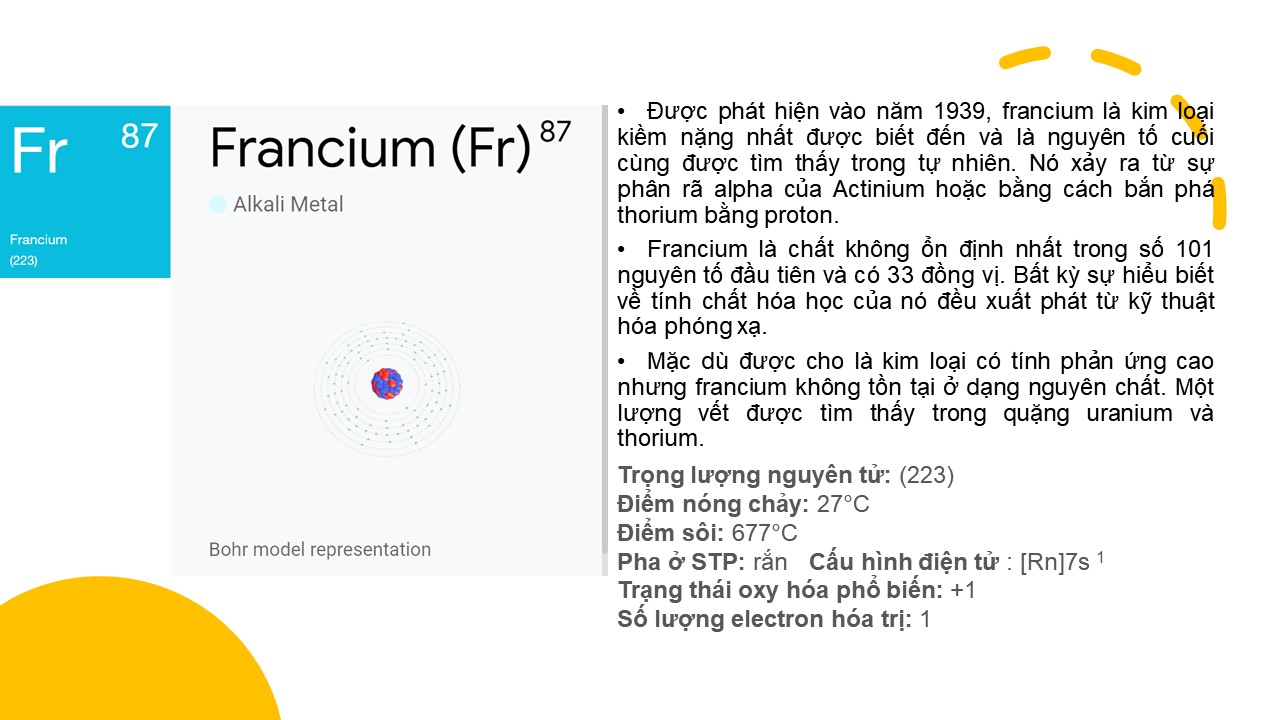 Fr 87
Francium
(223)
Francium (Fr) 87
Alkali Metal
Bohr model representation
• Được phát hiện vào năm 1939, francium là kim loại
kiềm nặng nhất được biết đến và là nguyên tố cuối
cùng được tìm thấy trong tự nhiên. Nó xảy ra từ sự
phân rã alpha của Actinium hoặc bằng cách bắn phá
thorium bằng proton.
• Francium là chất không ổn định nhất trong số 101
nguyên tố đầu tiên và có 33 đồng vị. Bất kỳ sự hiểu biết
về tính chất hóa học của nó đều xuất phát từ kỹ thuật
hóa phóng xạ.
• Mặc dù được cho là kim loại có tính phản ứng cao
nhưng francium không tồn tại ở dạng nguyên chất. Một
lượng vết được tìm thấy trong quặng uranium và
thorium.
Trọng lượng nguyên tử: (223)
Điểm nóng chảy: 27°C
Điểm sôi: 677°C
Pha ở STP: rắn Cấu hình điện tử : [Rn]7s 1
Trạng thái oxy hóa phổ biến: +1
Số lượng electron hóa trị: 1